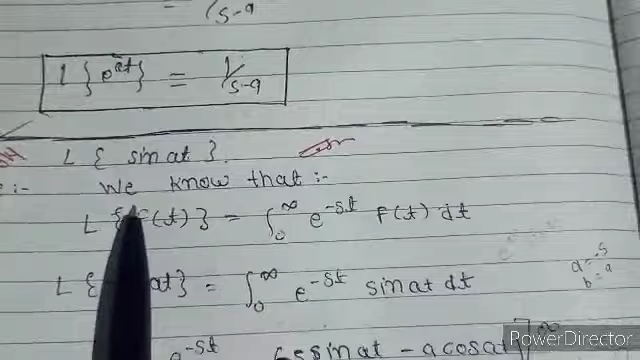 1/s-a
L { e^at } = 1/s-a
L { sin at }.
:- We know that :-
L { F(t) } = ∫₀^∞ e^-st F(t) dt
L { at } = ∫₀^∞ e^-st sin at dt
a = -s
b = a
e^-st (-s sin at - a cos at) ]^∞
PowerDirector